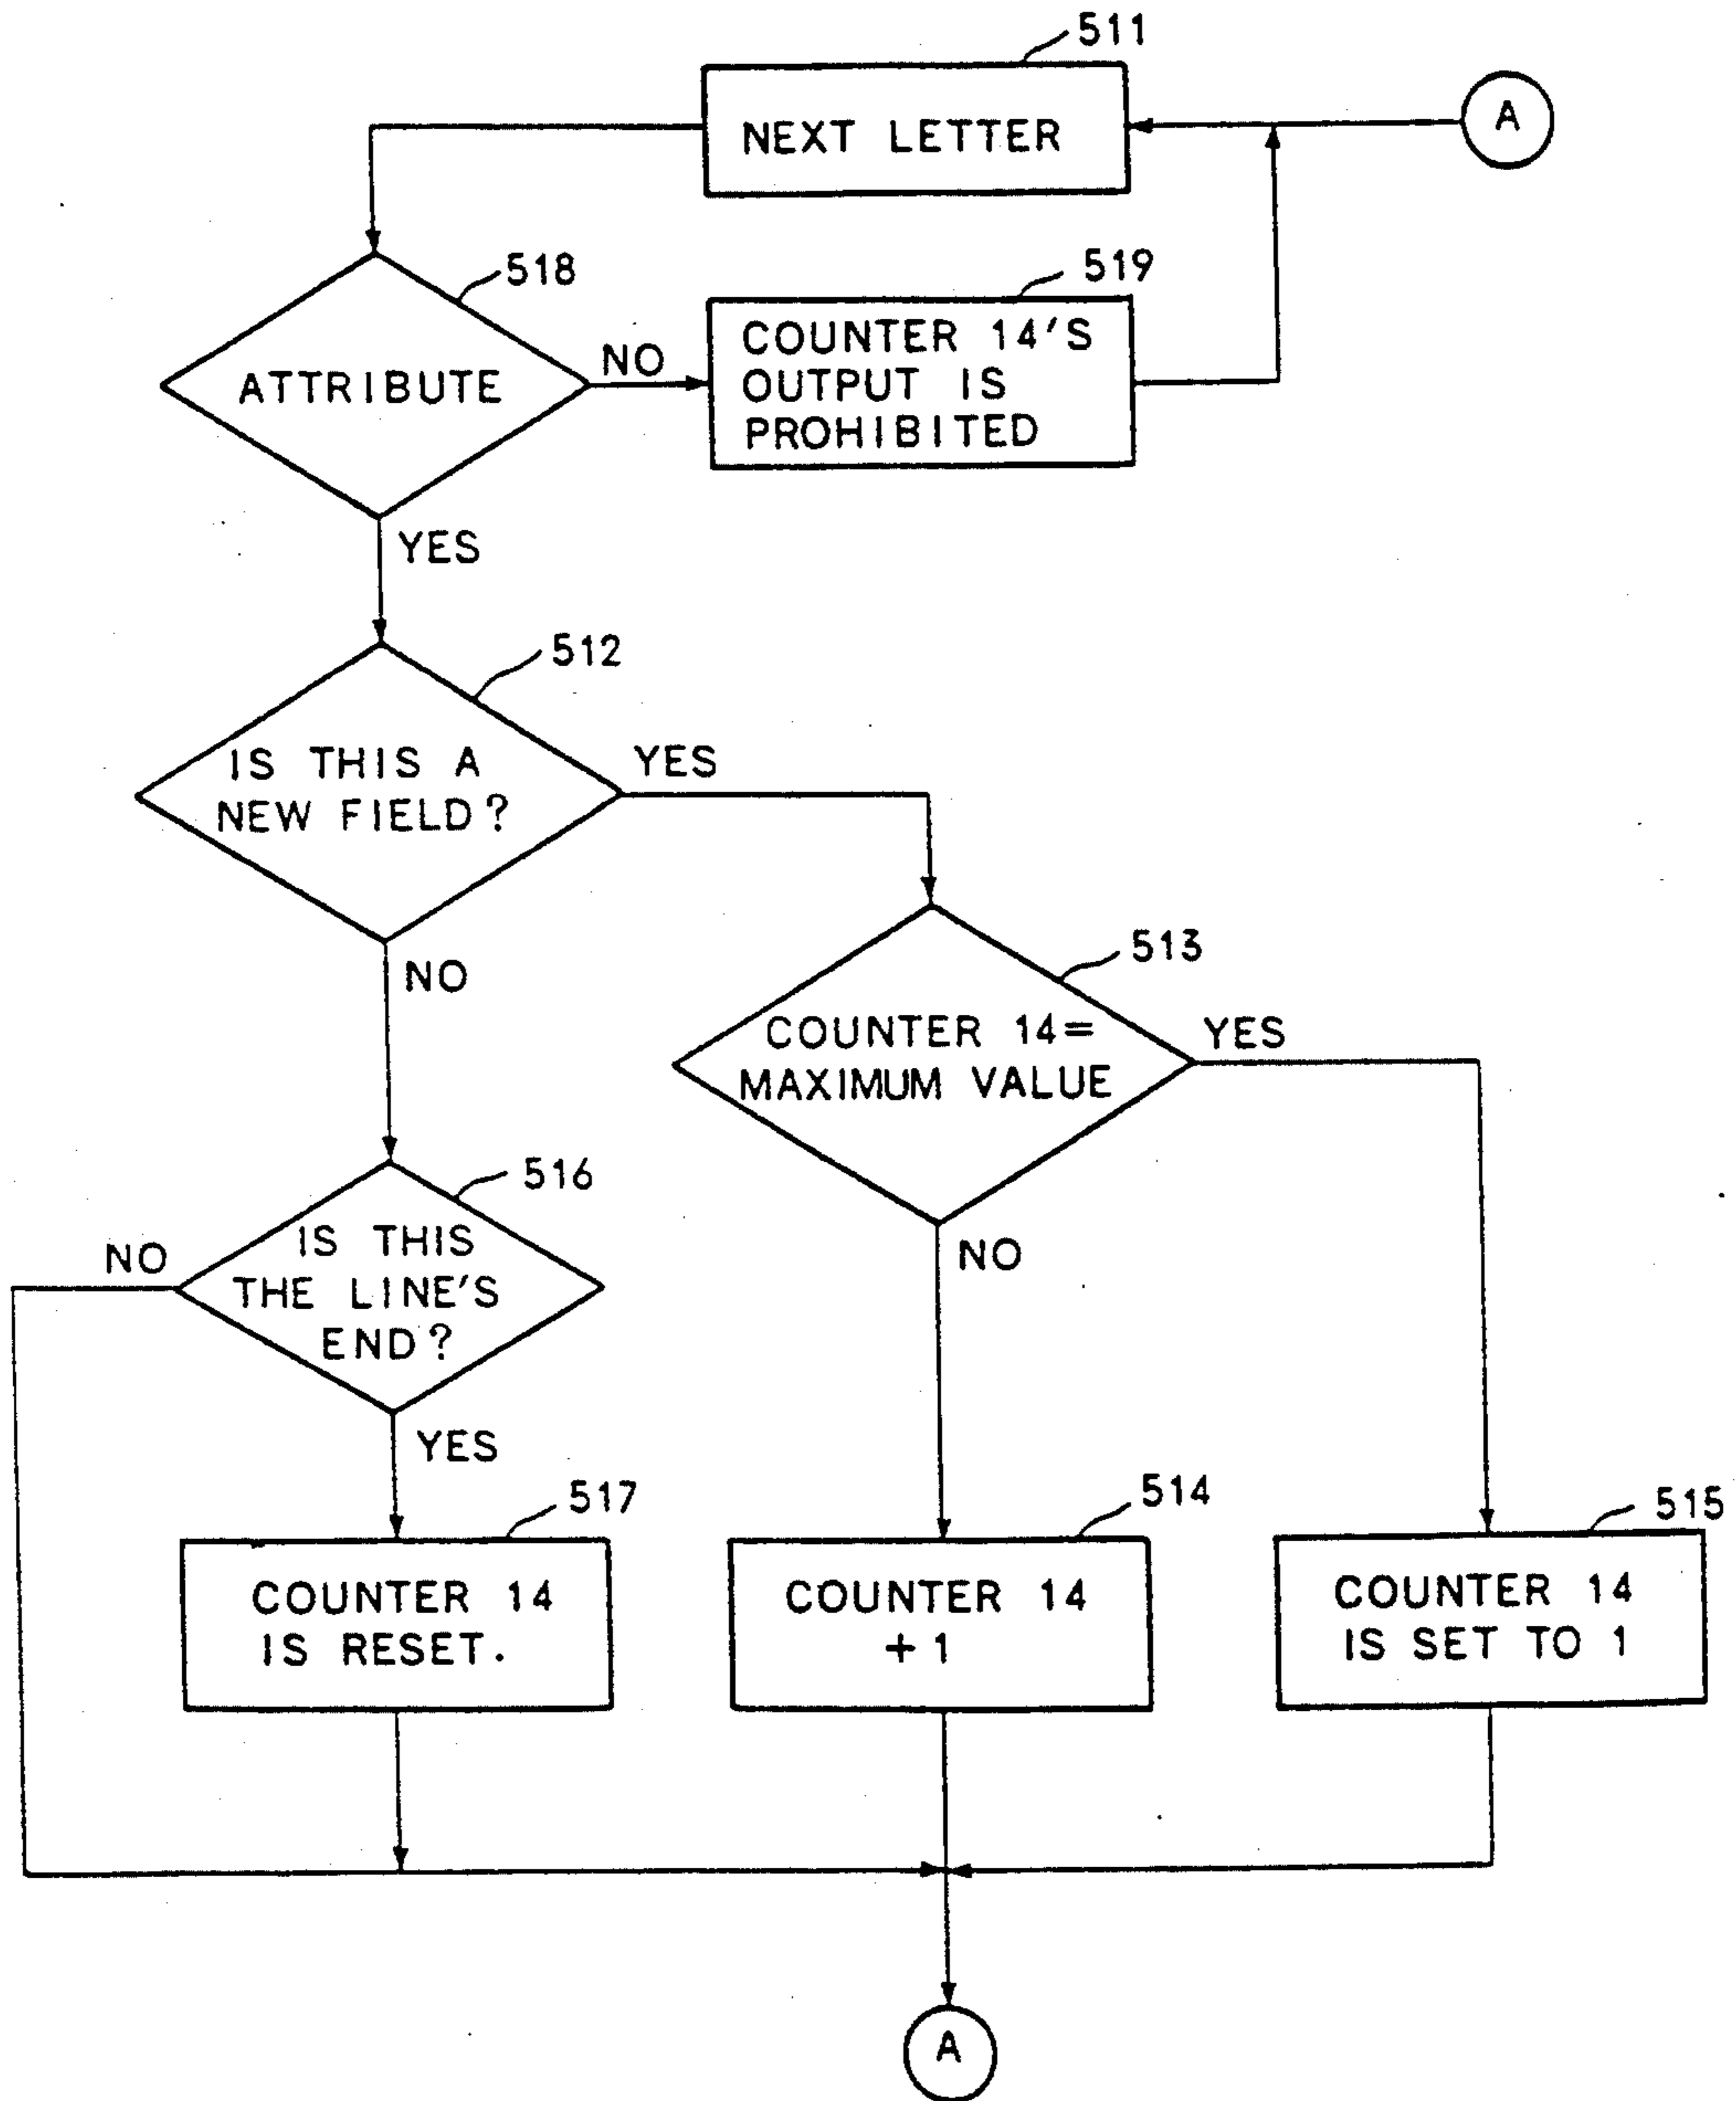 511
NEXT LETTER
A
518
ATTRIBUTE
NO
519
COUNTER 14'S
OUTPUT IS
PROHIBITED
YES
512
IS THIS A
NEW FIELD?
YES
NO
513
COUNTER 14=
MAXIMUM VALUE
YES
NO
516
IS THIS
THE LINE'S
END?
NO
YES
517
COUNTER 14
IS RESET.
514
COUNTER 14
+1
515
COUNTER 14
IS SET TO 1
A